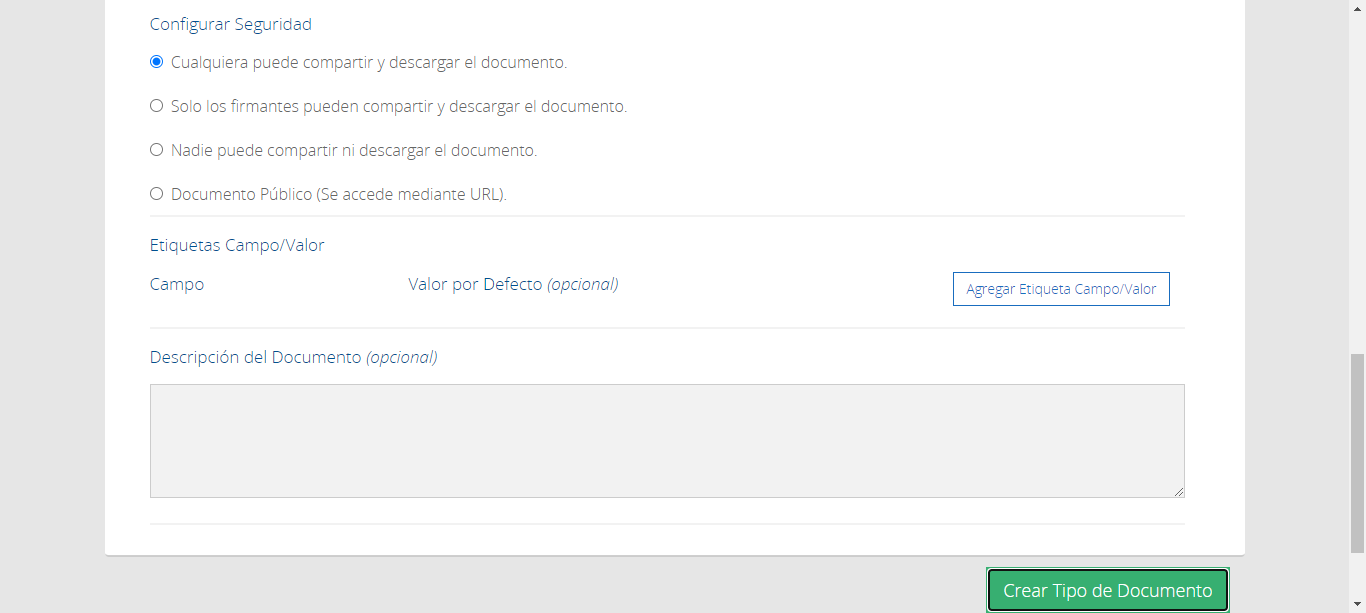 Configurar Seguridad
Cualquiera puede compartir y descargar el documento.
Solo los firmantes pueden compartir y descargar el documento.
Nadie puede compartir ni descargar el documento.
Documento Público (Se accede mediante URL).
Etiquetas Campo/Valor
Campo Valor por Defecto (opcional) Agregar Etiqueta Campo/Valor
Descripción del Documento (opcional)
Crear Tipo de Documento